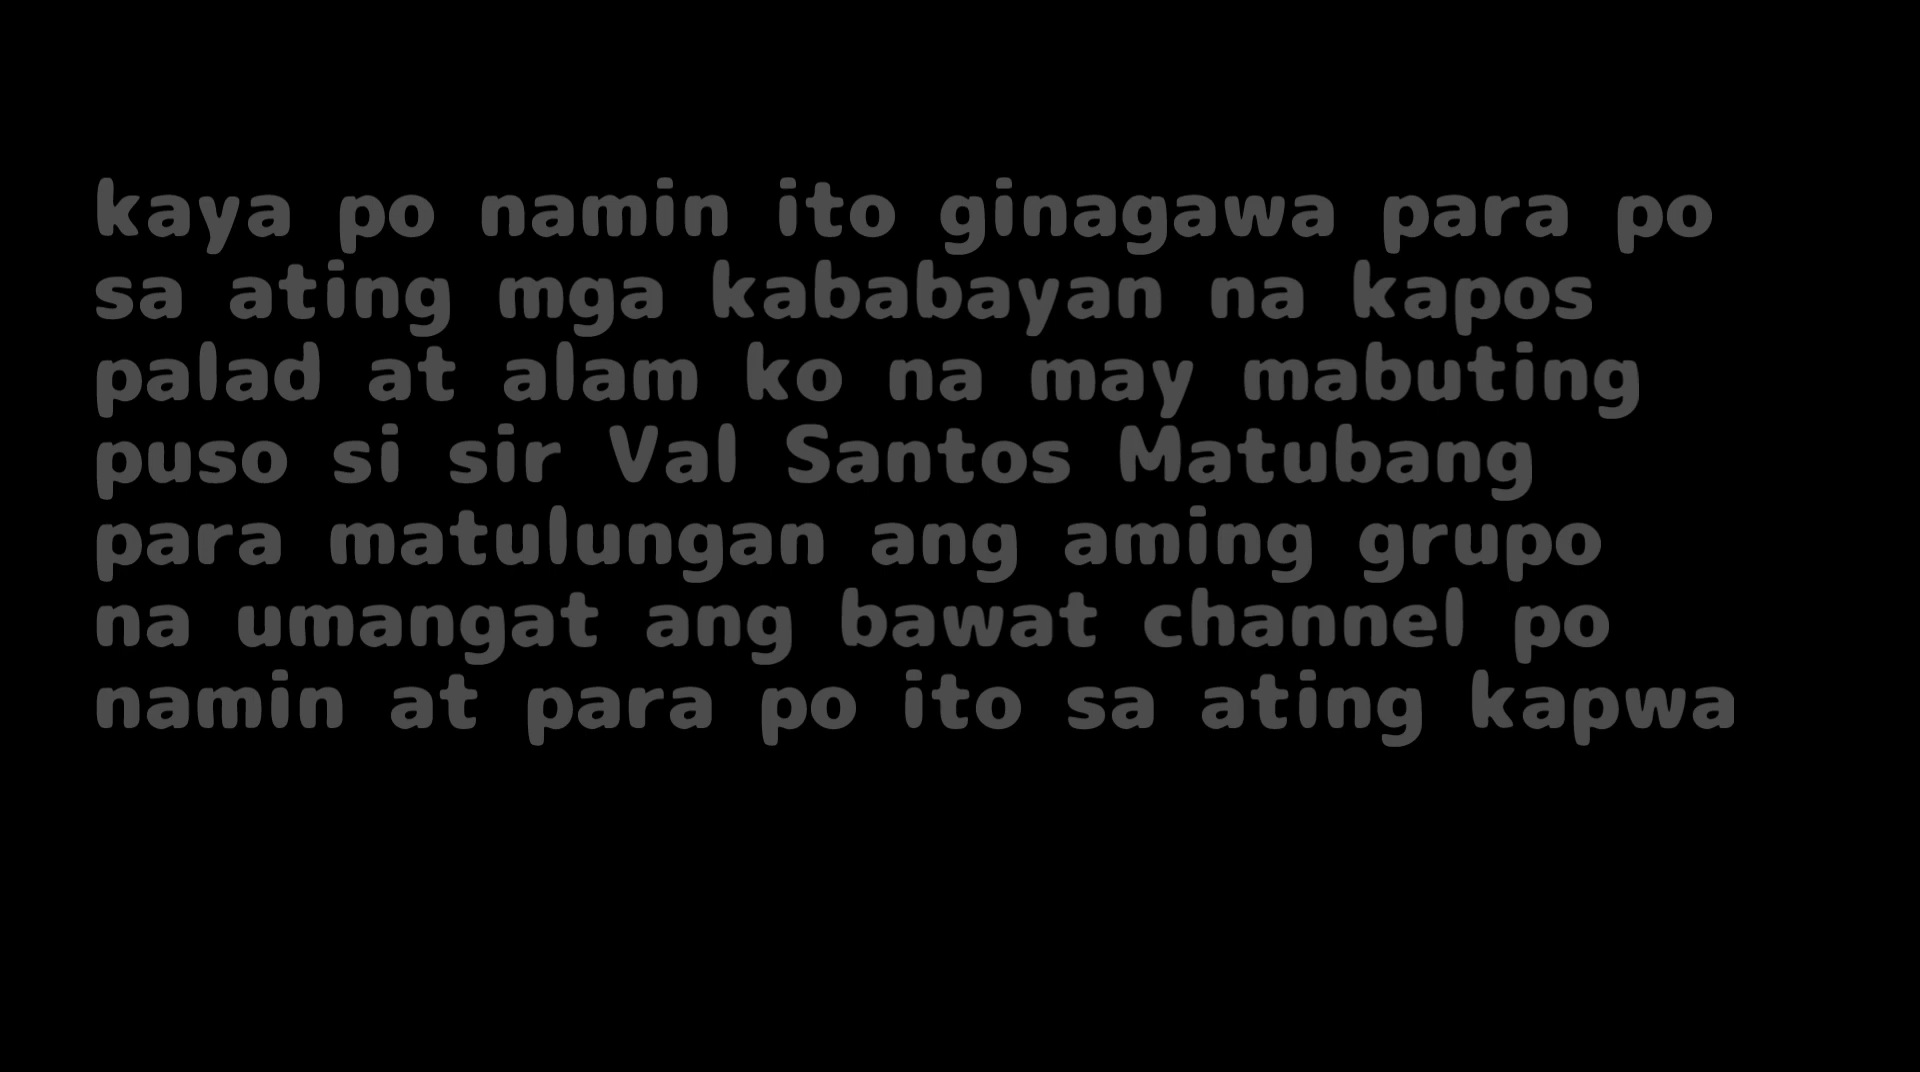 kaya po namin ito ginagawa para po
sa ating mga kababayan na kapos
palad at alam ko na may mabuting
puso si sir Val Santos Matubang
para matulungan ang aming grupo
na umangat ang bawat channel po
namin at para po ito sa ating kapwa